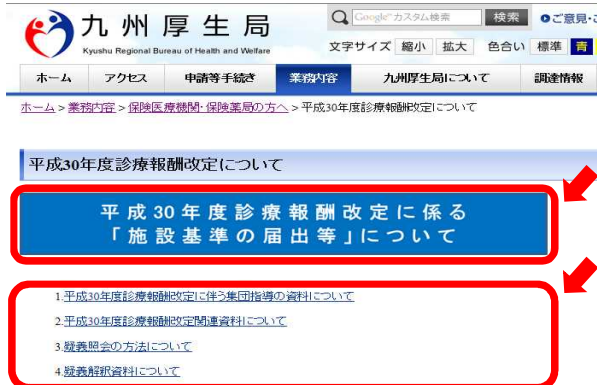 九州厚生局
Kyushu Regional Bureau of Health and Welfare
Google カスタム検索 検索 ご意見・ご
文字サイズ 縮小 拡大 色合い 標準 青
ホーム アクセス 申請等手続き 業務内容 九州厚生局について 調達情報
ホーム > 業務内容 > 保険医療機関・保険薬局の方へ > 平成30年度診療報酬改定について
平成30年度診療報酬改定について
平成30年度診療報酬改定に係る
「施設基準の届出等」について
1.平成30年度診療報酬改定に伴う集団指導の資料について
2.平成30年度診療報酬改定関連資料について
3.疑義照会の方法について
4.疑義解釈資料について